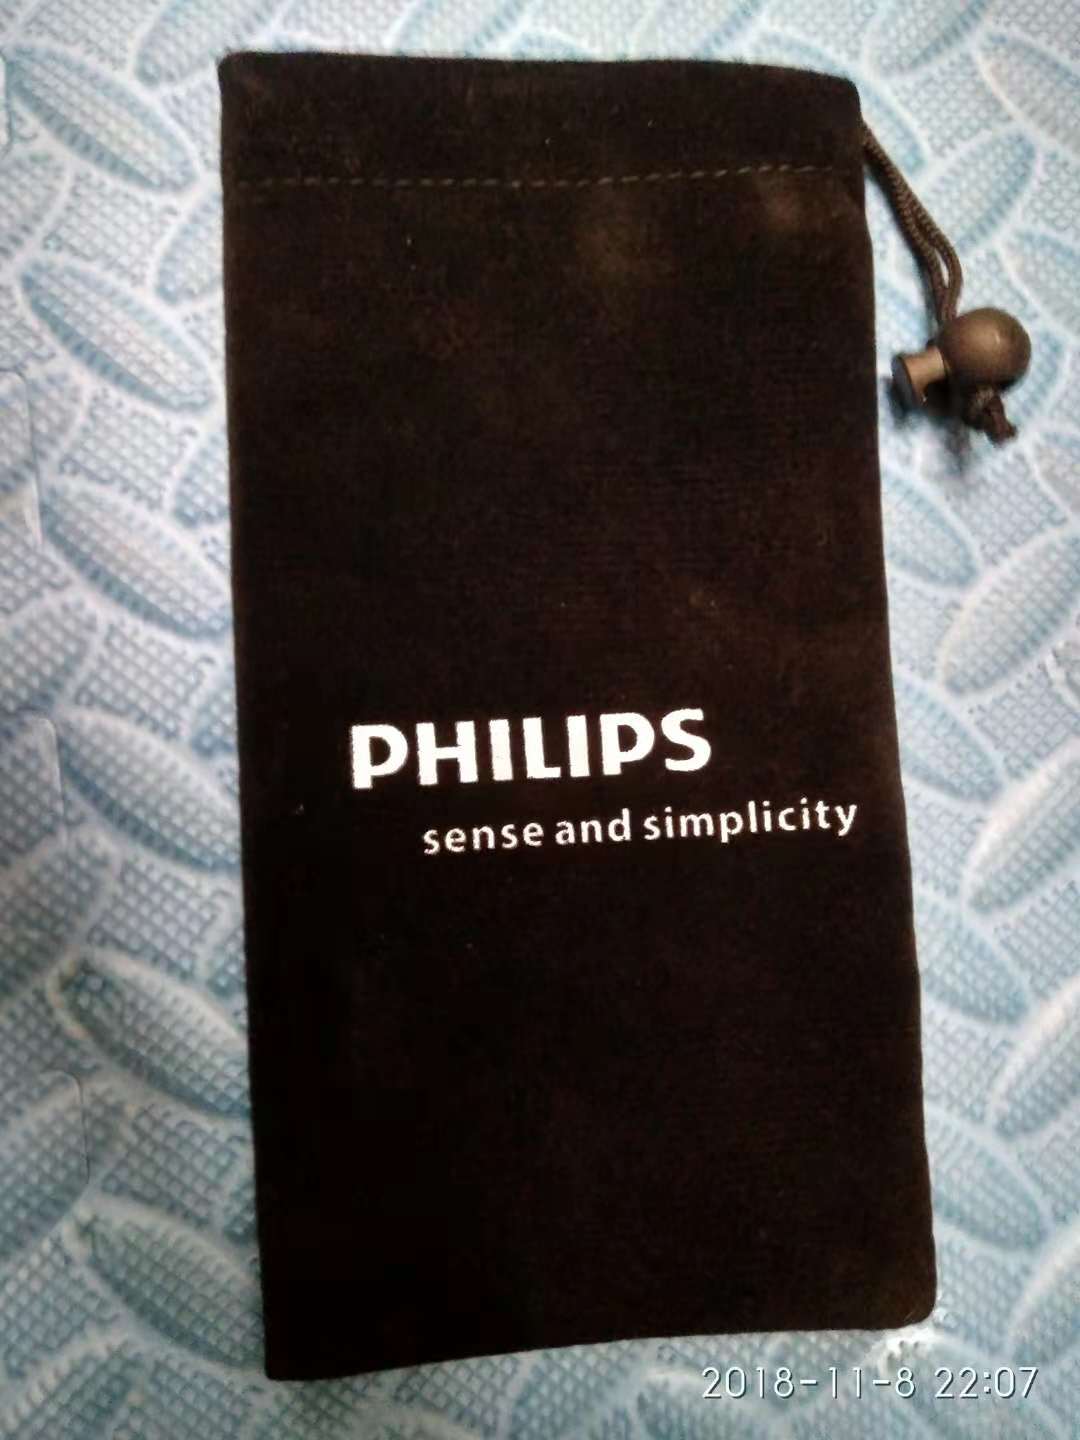 PHILIPS
sense and simplicity
2018-11-8 22:07